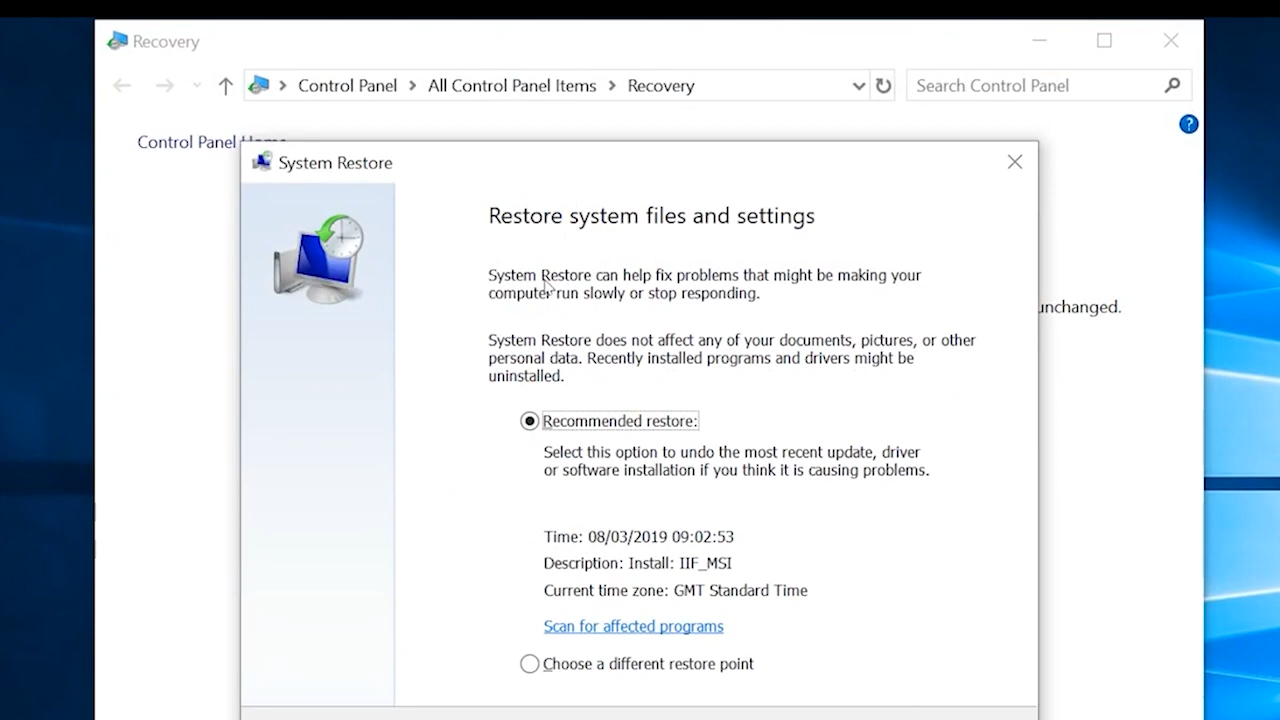 Recovery
Control Panel All Control Panel Items Recovery Search Control Panel
?
Control Panel Home
System Restore
Restore system files and settings
System Restore can help fix problems that might be making your
computer run slowly or stop responding.
unchanged.
System Restore does not affect any of your documents, pictures, or other
personal data. Recently installed programs and drivers might be
uninstalled.
Recommended restore:
Select this option to undo the most recent update, driver
or software installation if you think it is causing problems.
Time: 08/03/2019 09:02:53
Description: Install: IIF_MSI
Current time zone: GMT Standard Time
Scan for affected programs
Choose a different restore point